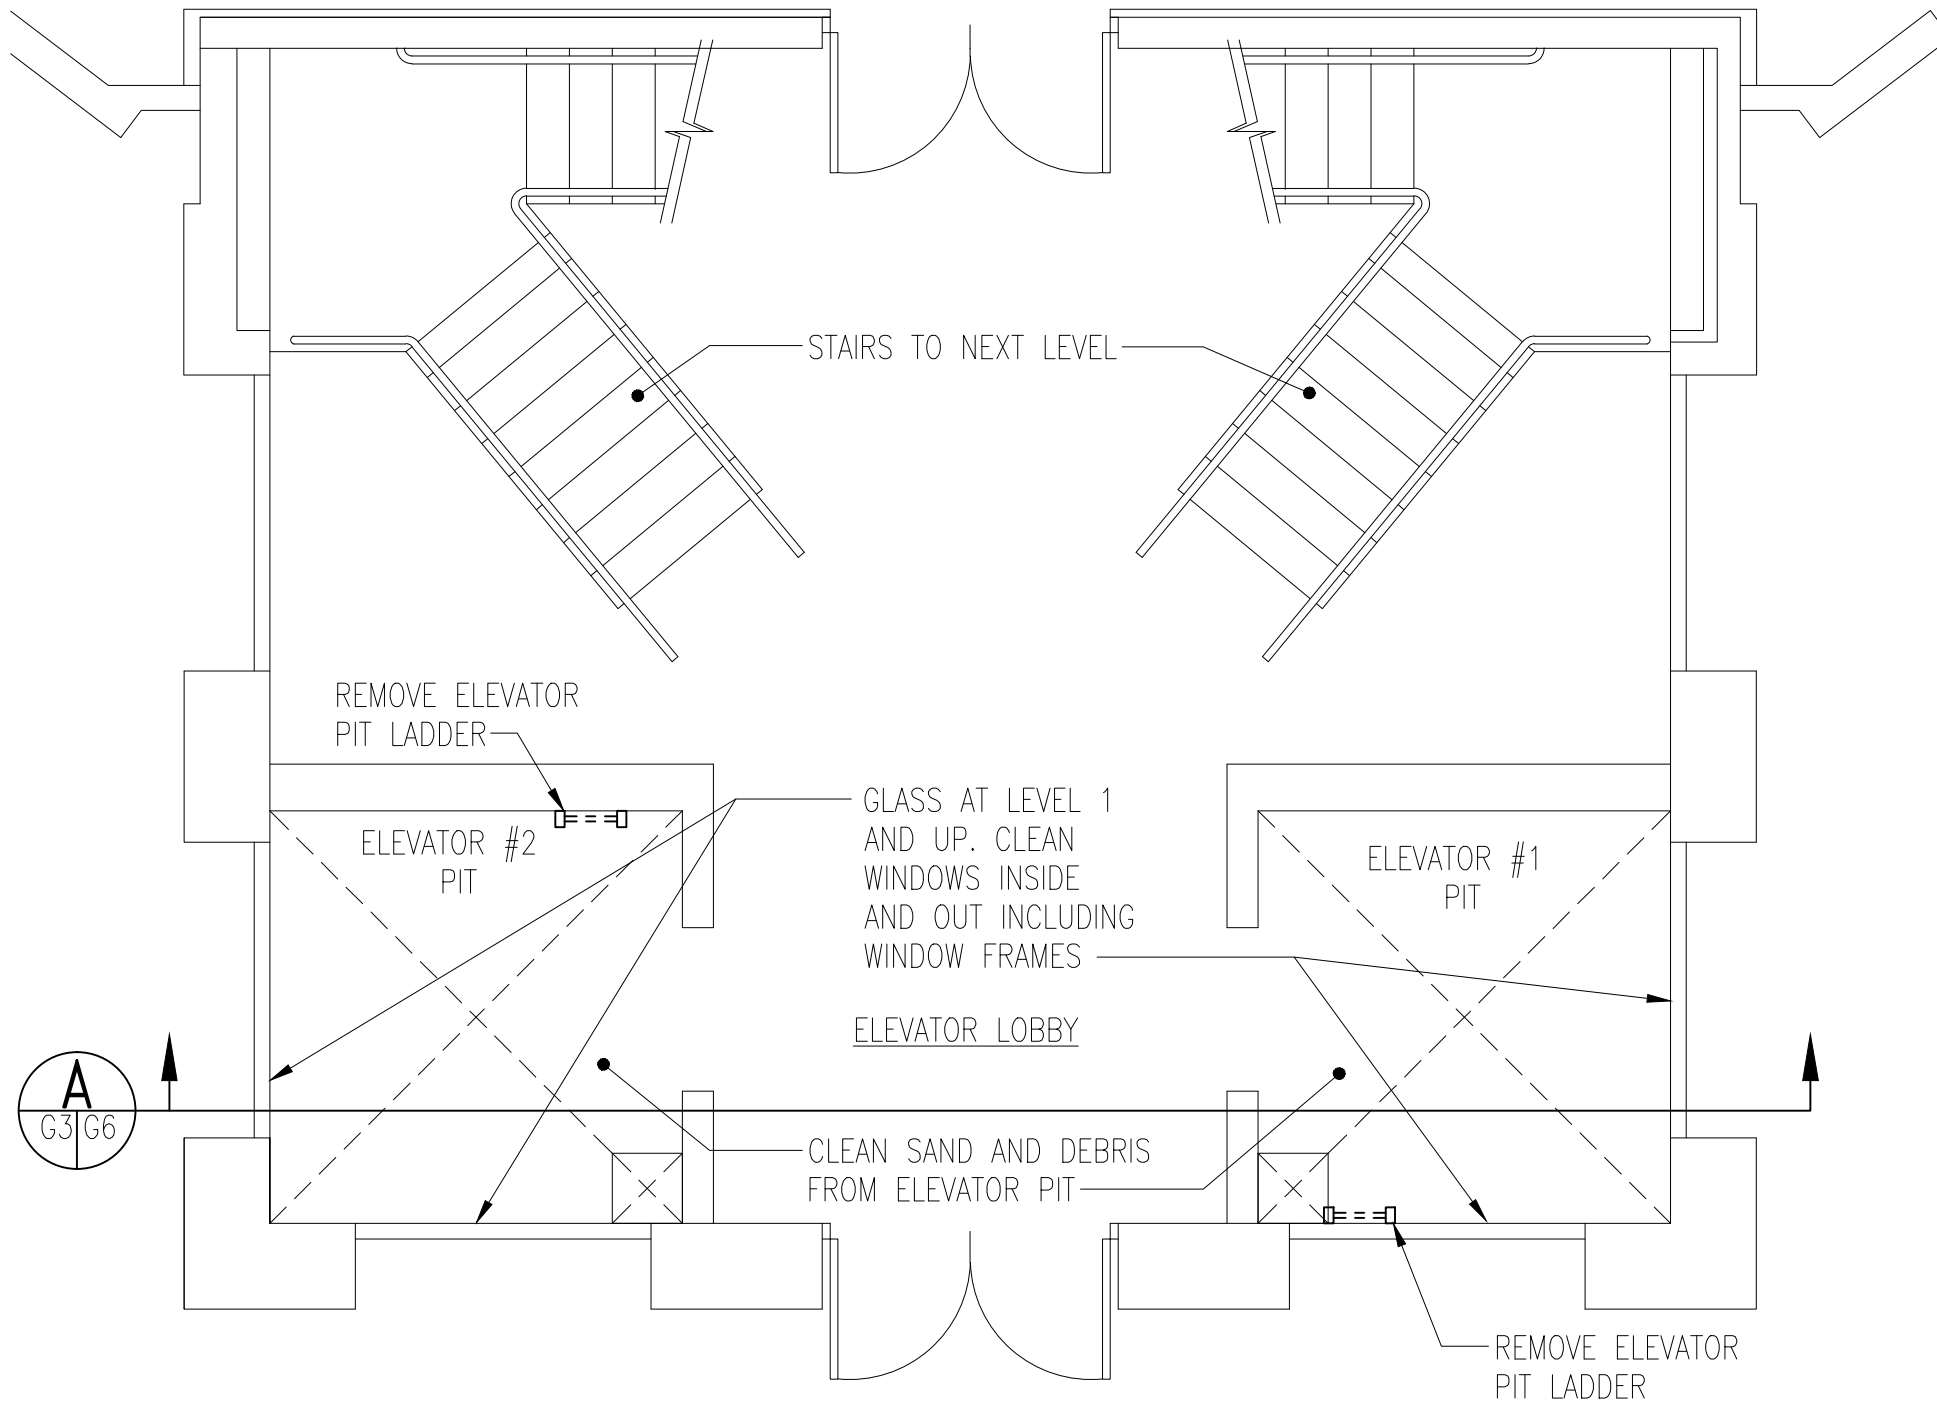 STAIRS TO NEXT LEVEL
REMOVE ELEVATOR
PIT LADDER
GLASS AT LEVEL 1
AND UP. CLEAN
WINDOWS INSIDE
AND OUT INCLUDING
WINDOW FRAMES
ELEVATOR #2
PIT
ELEVATOR #1
PIT
ELEVATOR LOBBY
A
G3 G6
CLEAN SAND AND DEBRIS
FROM ELEVATOR PIT
REMOVE ELEVATOR
PIT LADDER